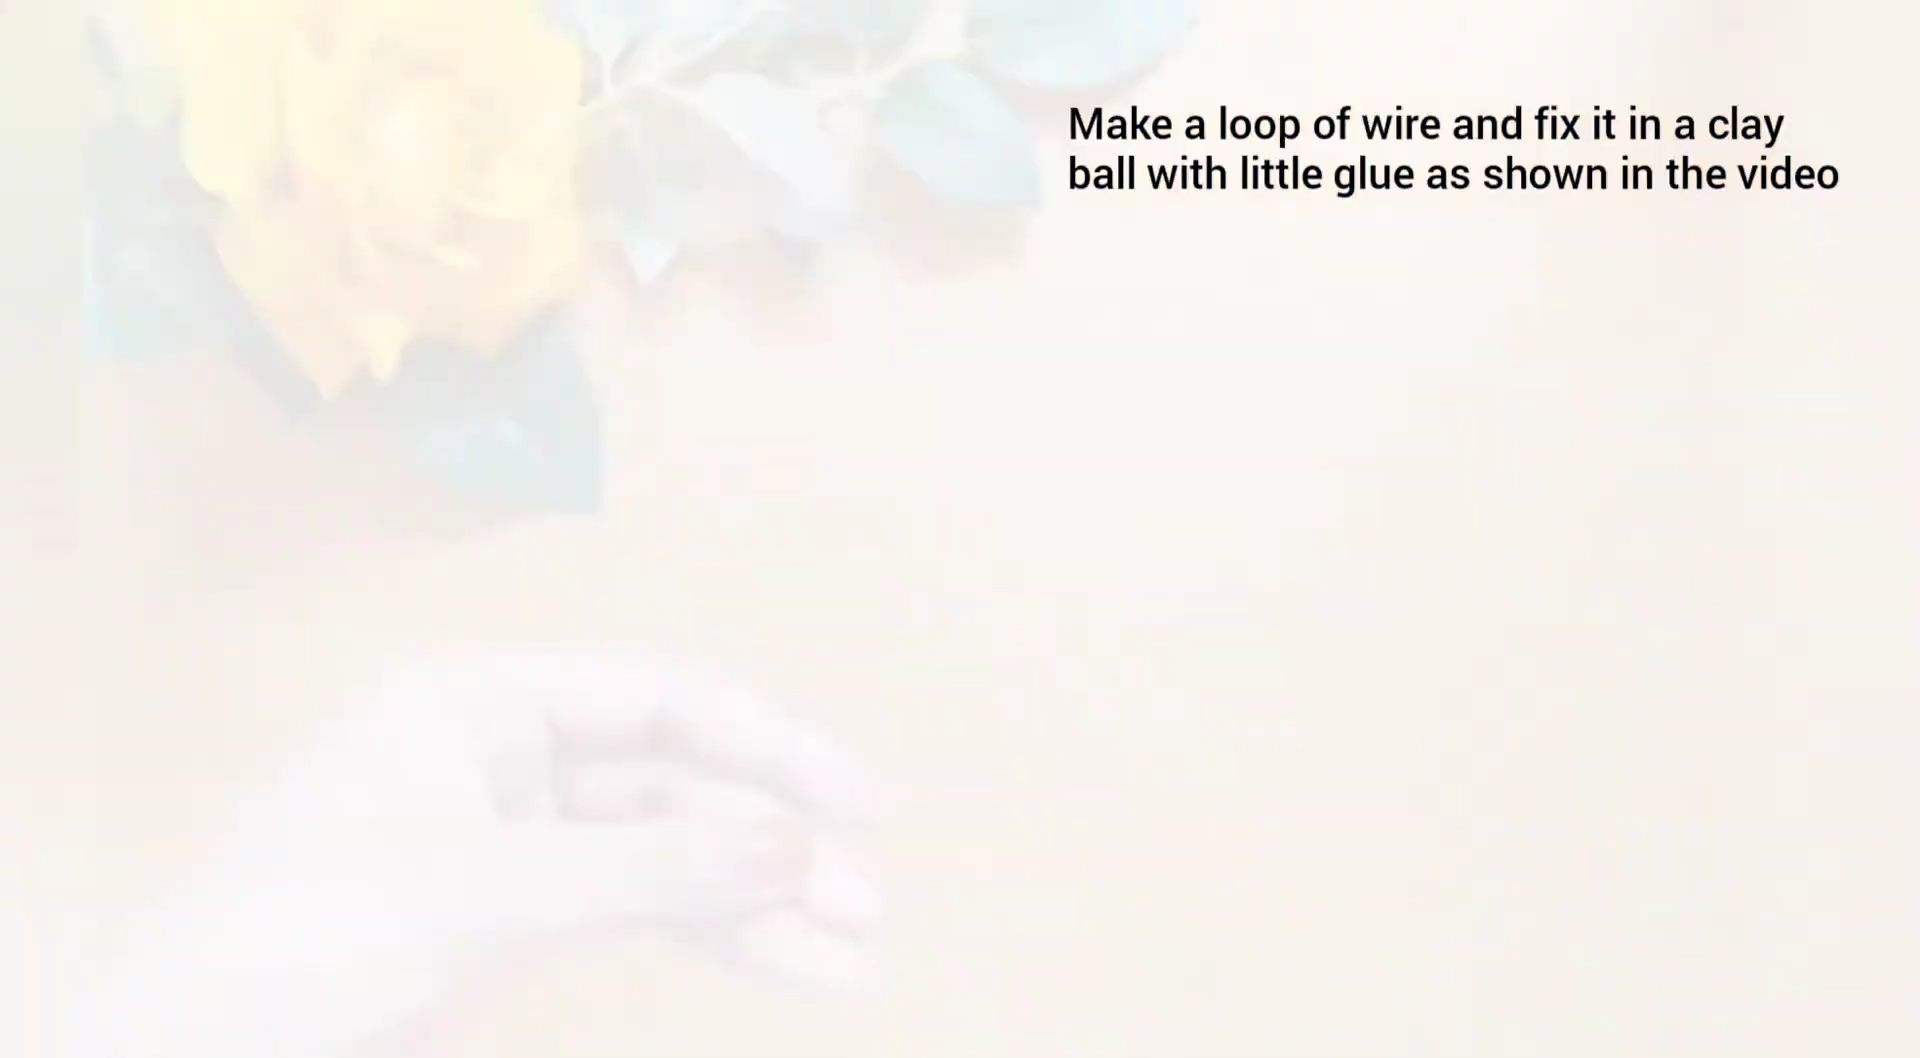 Make a loop of wire and fix it in a clay
ball with little glue as shown in the video